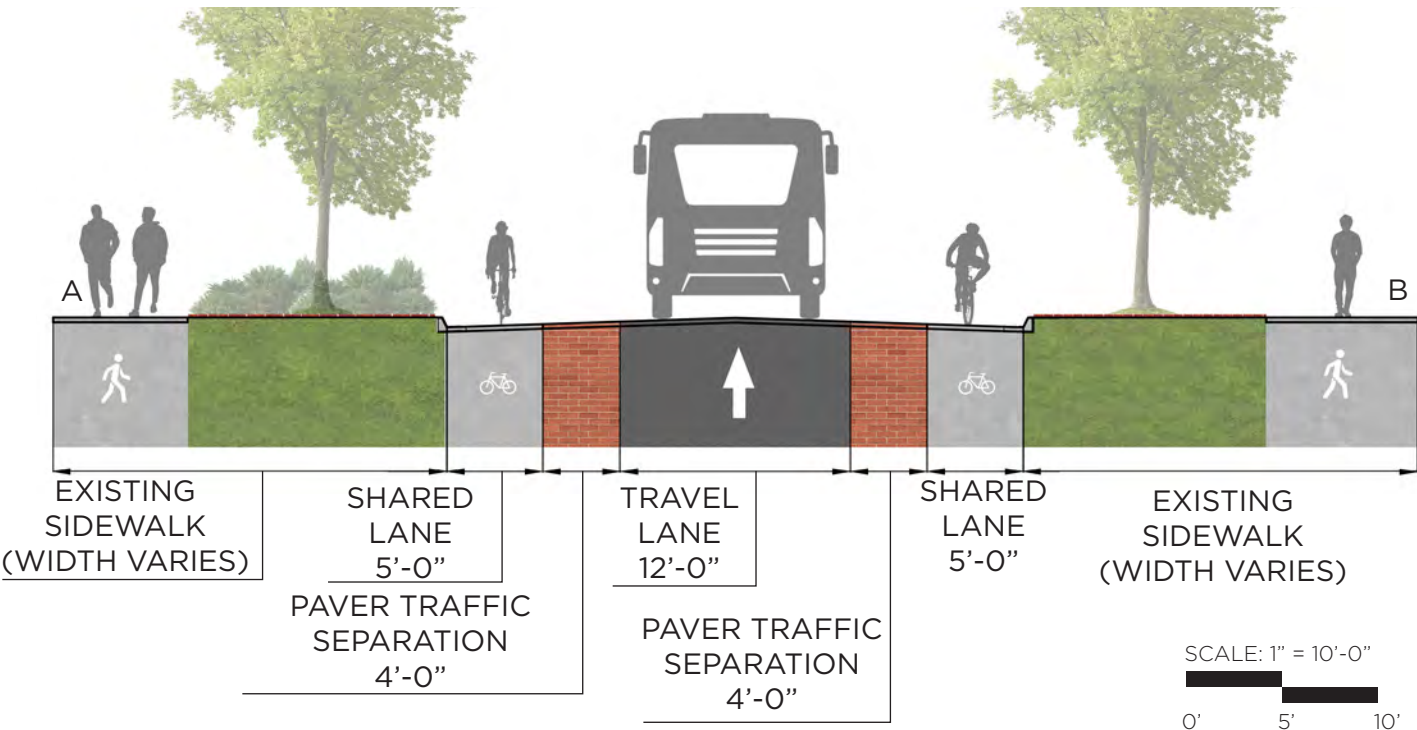 A
B
EXISTING
SIDEWALK
(WIDTH VARIES)
SHARED
LANE
5’-0”
PAVER TRAFFIC
SEPARATION
4’-0”
TRAVEL
LANE
12’-0”
PAVER TRAFFIC
SEPARATION
4’-0”
SHARED
LANE
5’-0”
EXISTING
SIDEWALK
(WIDTH VARIES)
SCALE: 1” = 10’-0”
0’ 5’ 10’